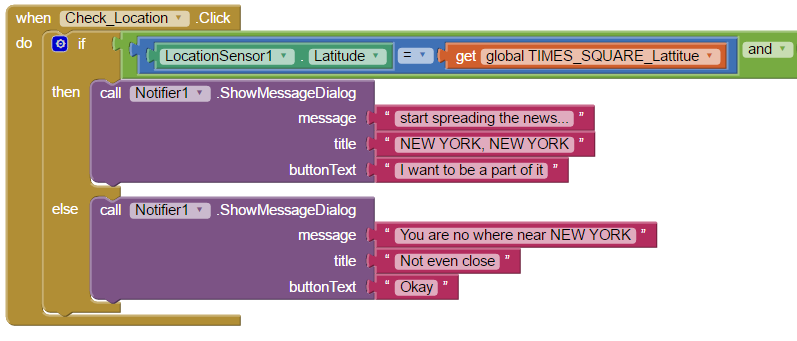 when Check_Location .Click
do if LocationSensor1 . Latitude = get global TIMES_SQUARE_Lattitue and
then call Notifier1 .ShowMessageDialog
message " start spreading the news... "
title " NEW YORK, NEW YORK "
buttonText " I want to be a part of it "
else call Notifier1 .ShowMessageDialog
message " You are no where near NEW YORK "
title " Not even close "
buttonText " Okay "